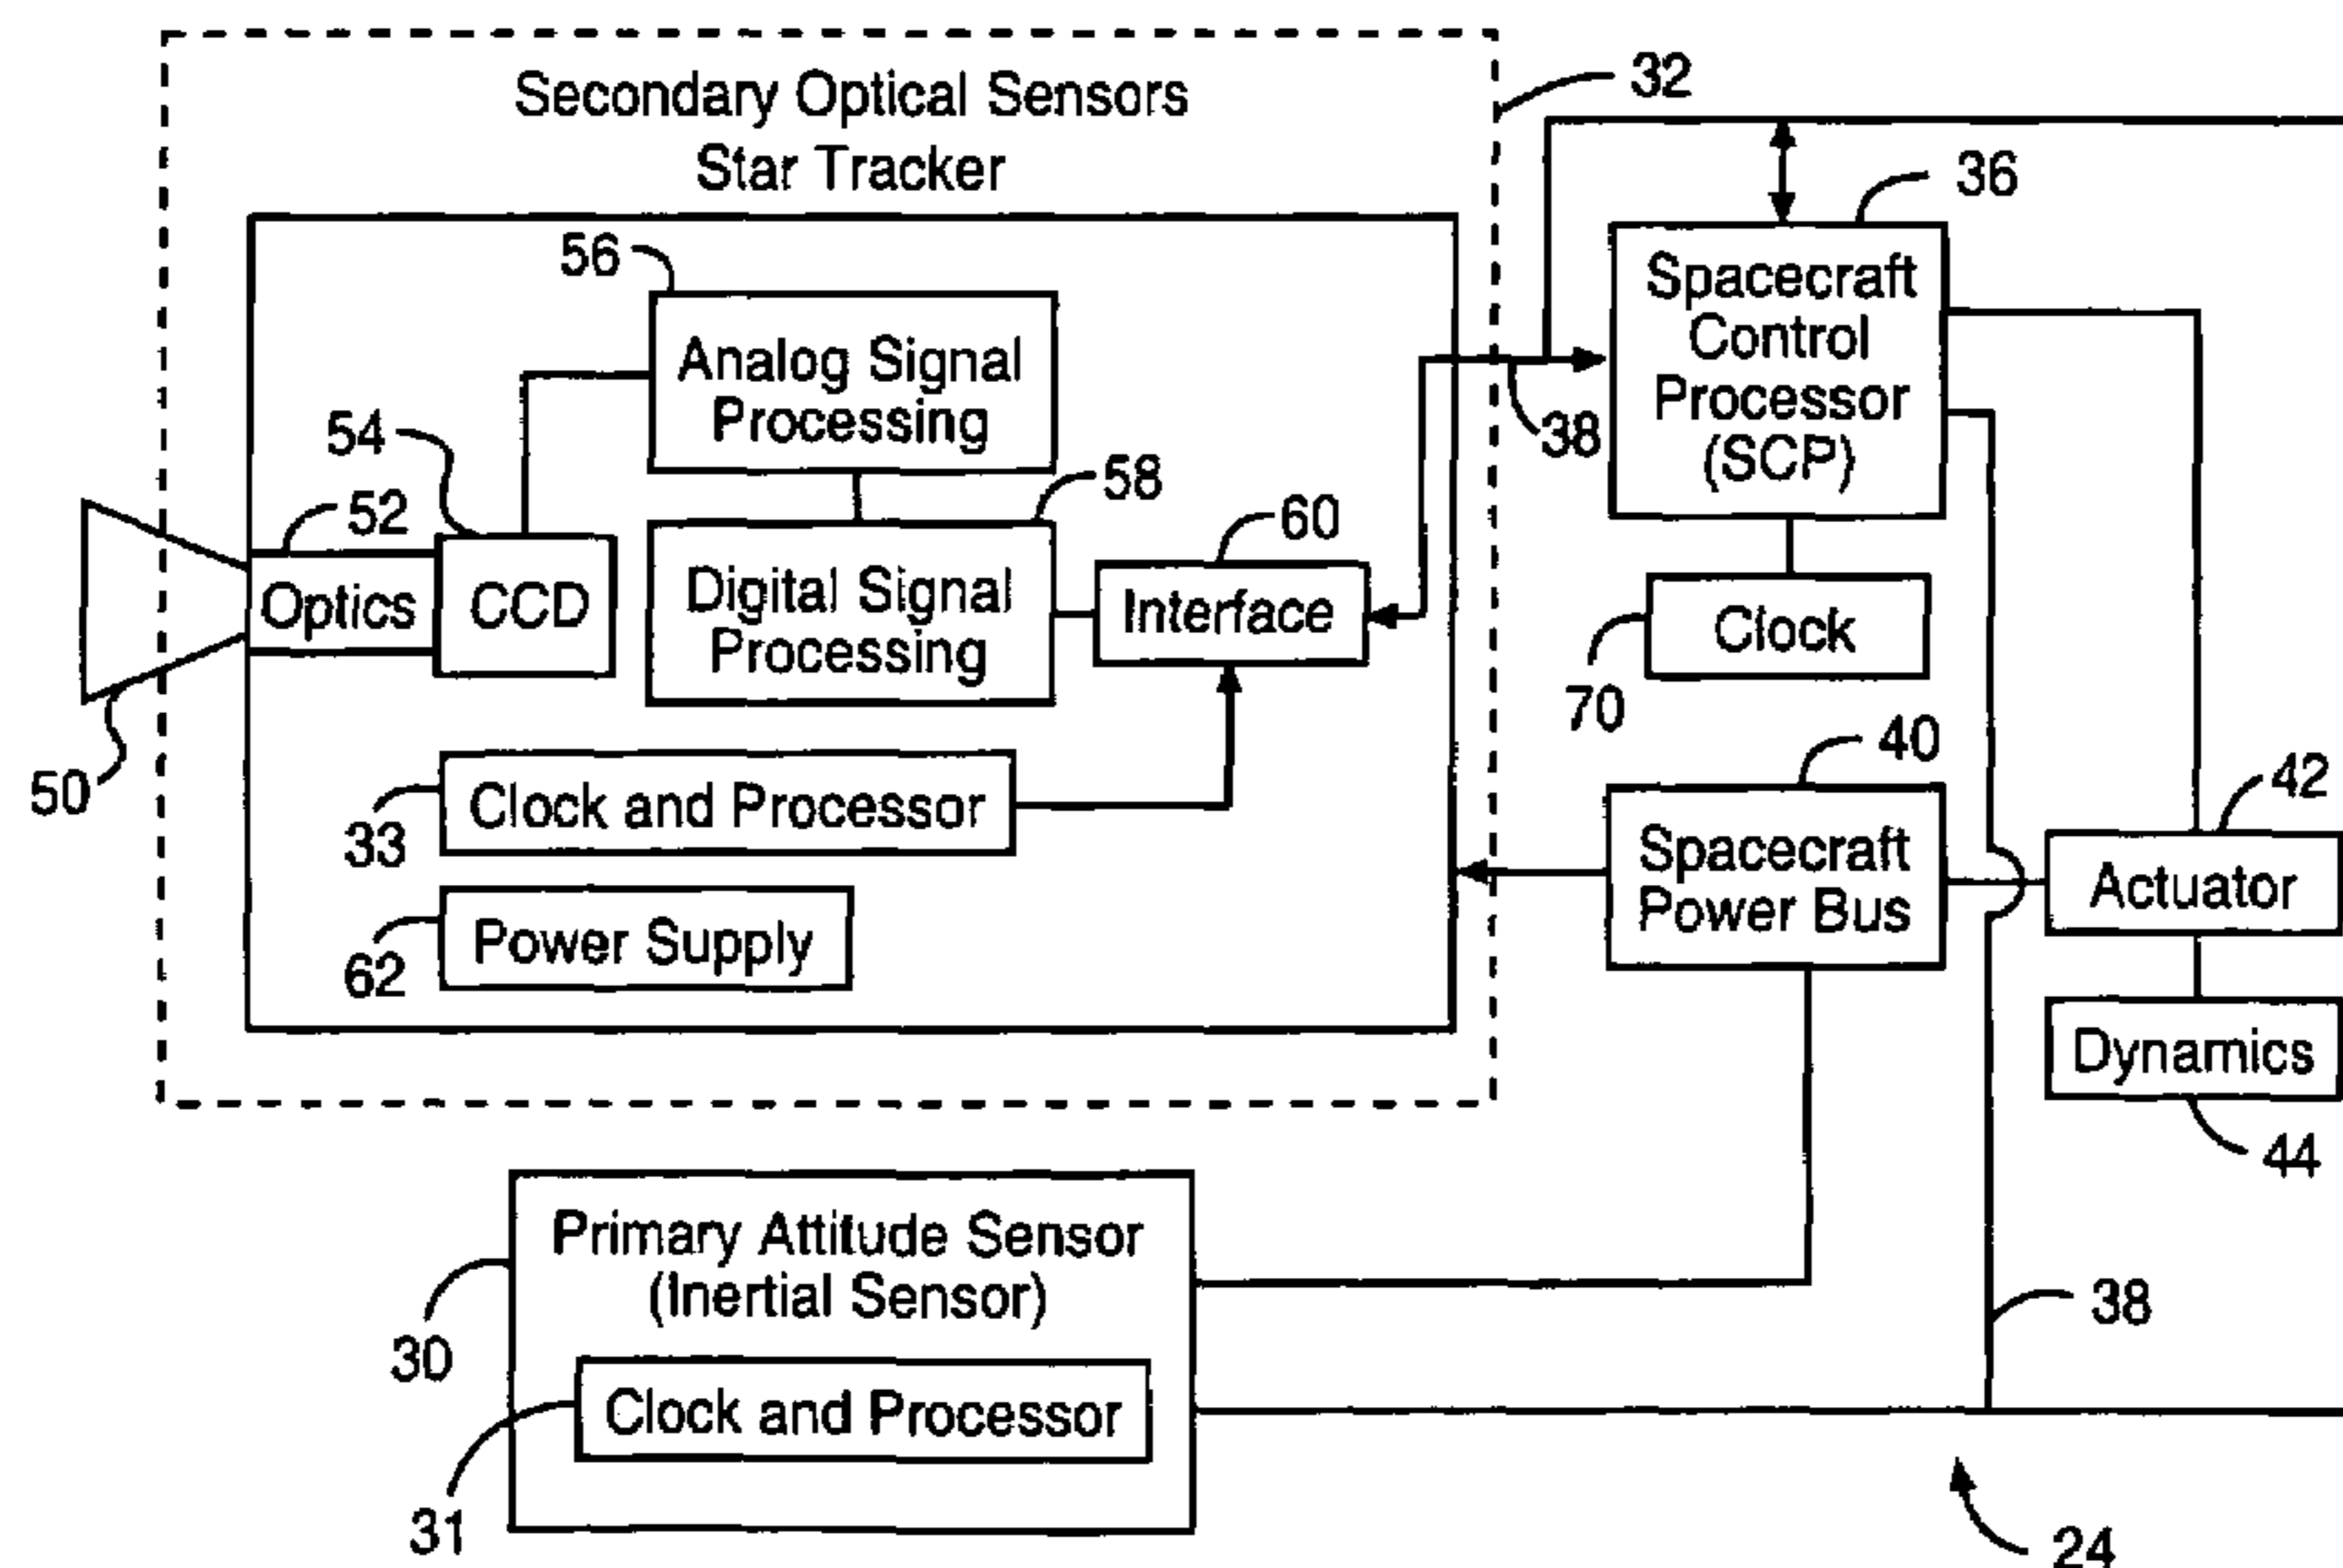 Secondary Optical Sensors
Star Tracker
32
36
56
Analog Signal
Processing
Spacecraft
Control
Processor
(SCP)
38
54
58
52
60
Optics
CCD
Digital Signal
Processing
Interface
Clock
70
50
40
42
33
Clock and Processor
Spacecraft
Power Bus
Actuator
62
Power Supply
Dynamics
44
Primary Attitude Sensor
(Inertial Sensor)
30
38
Clock and Processor
31
24